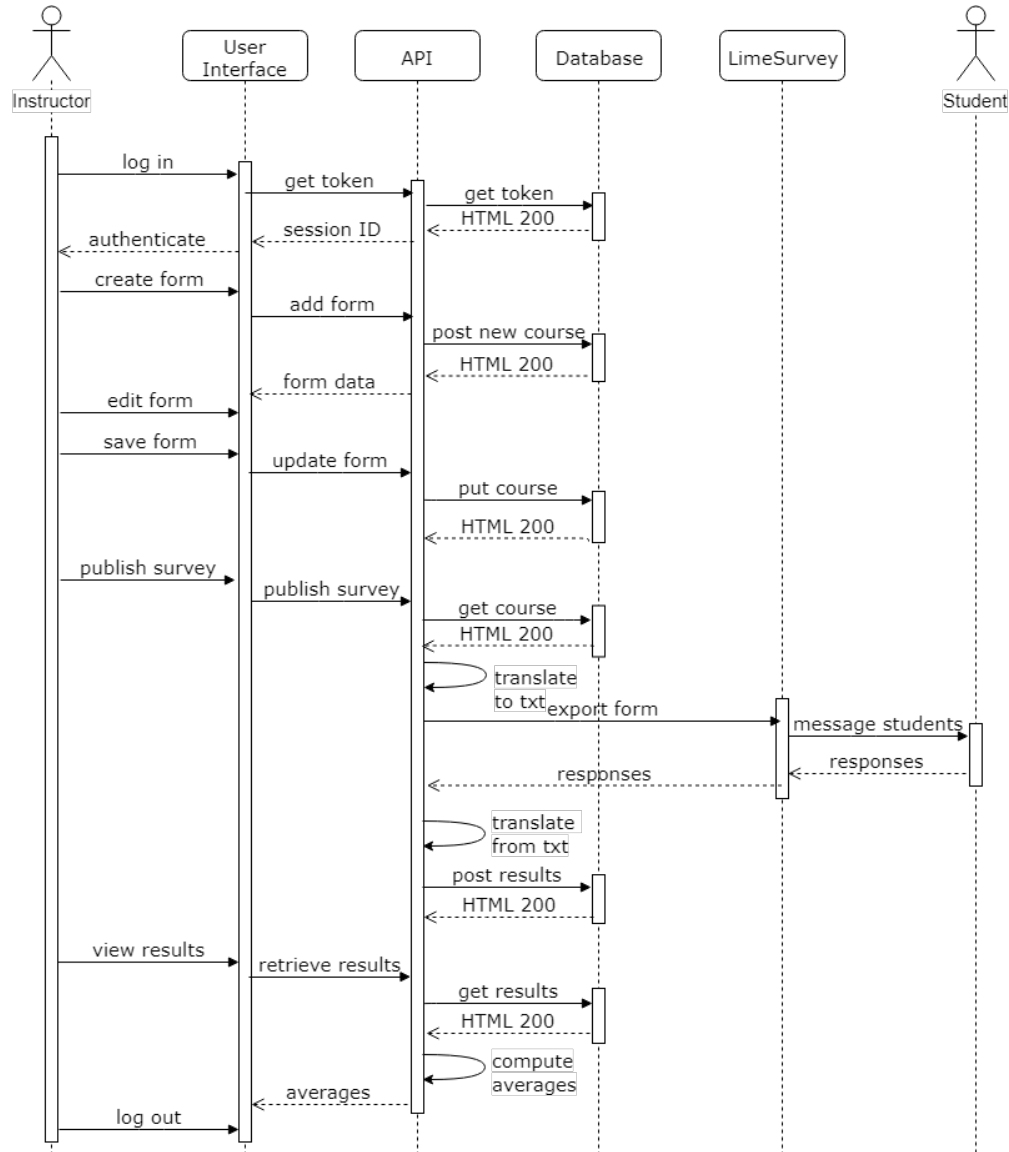 User
Interface
API
Database
LimeSurvey
Instructor
Student
log in
get token
get token
HTML 200
session ID
authenticate
create form
add form
post new course
HTML 200
form data
edit form
save form
update form
put course
HTML 200
publish survey
publish survey
get course
HTML 200
translate
to txt
export form
message students
responses
responses
translate
from txt
post results
HTML 200
view results
retrieve results
get results
HTML 200
compute
averages
averages
log out